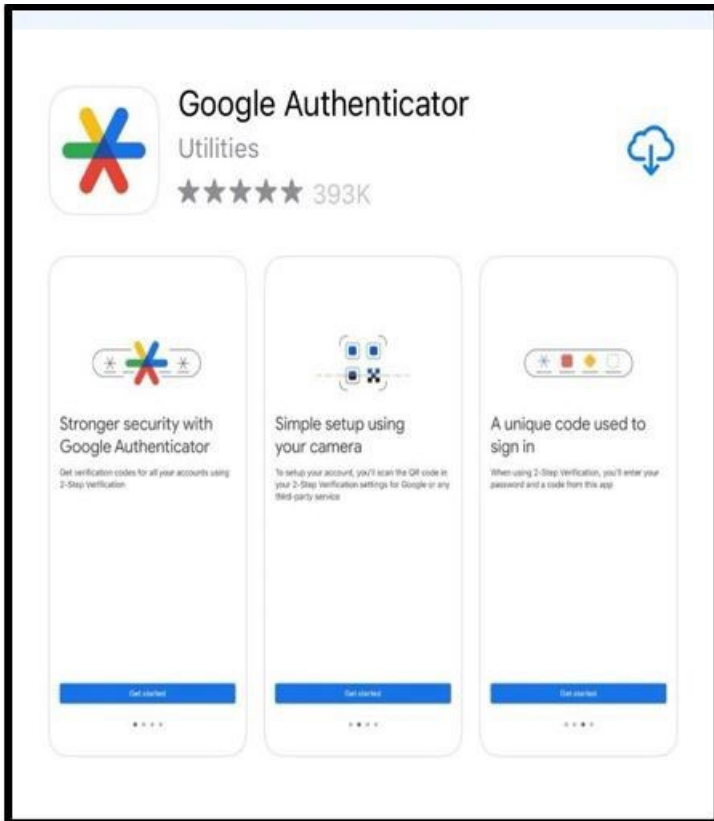 Google Authenticator
Utilities
★★★★★ 393K
Stronger security with
Google Authenticator
Get verification codes for all your accounts using
2-Step Verification
Get started
Simple setup using
your camera
To setup your account, you'll scan the QR code in
your 2-Step Verification settings for Google or any
third-party service
Get started
A unique code used to
sign in
When using 2-Step Verification, you'll enter your
password and a code from this app
Get started